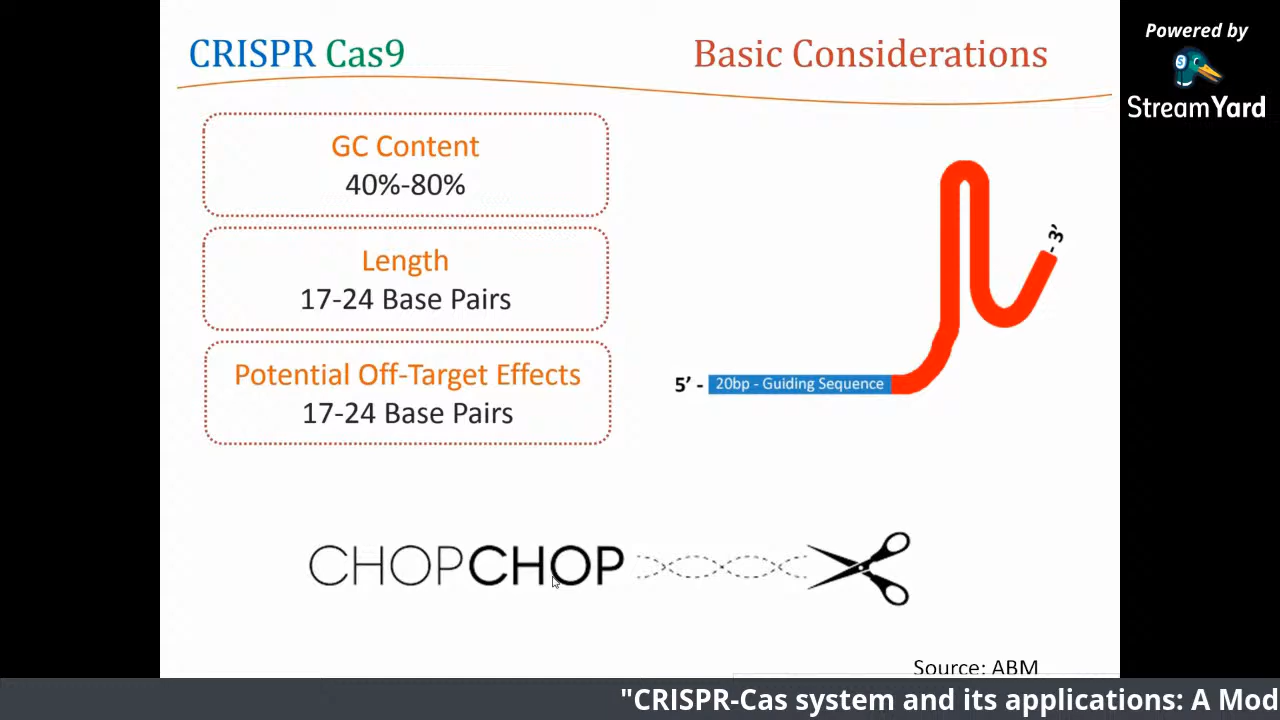 CRISPR Cas9
Basic Considerations
GC Content
40%-80%
Length
17-24 Base Pairs
Potential Off-Target Effects
17-24 Base Pairs
- 3’
5’ -
20bp - Guiding Sequence
CHOPCHOP
Source: ABM
Powered by
StreamYard
"CRISPR-Cas system and its applications: A Mod